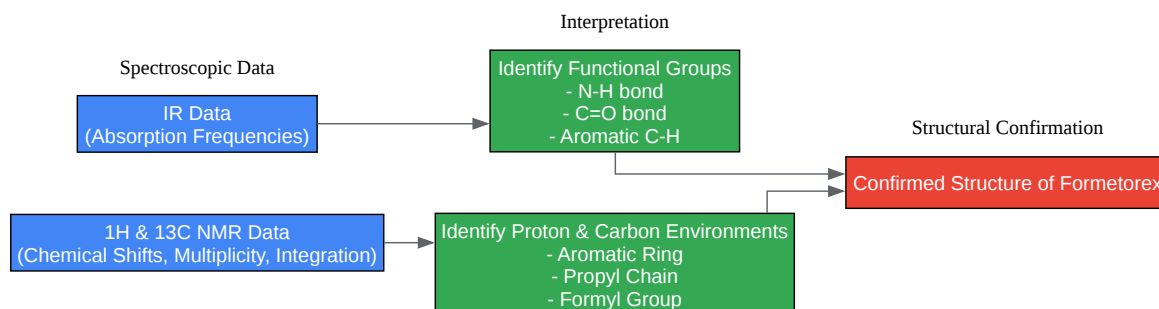 Interpretation
Spectroscopic Data
Identify Functional Groups
- N-H bond
- C=O bond
- Aromatic C-H
IR Data
(Absorption Frequencies)
Structural Confirmation
Confirmed Structure of Formetorex
1H & 13C NMR Data
(Chemical Shifts, Multiplicity, Integration)
Identify Proton & Carbon Environments
- Aromatic Ring
- Propyl Chain
- Formyl Group